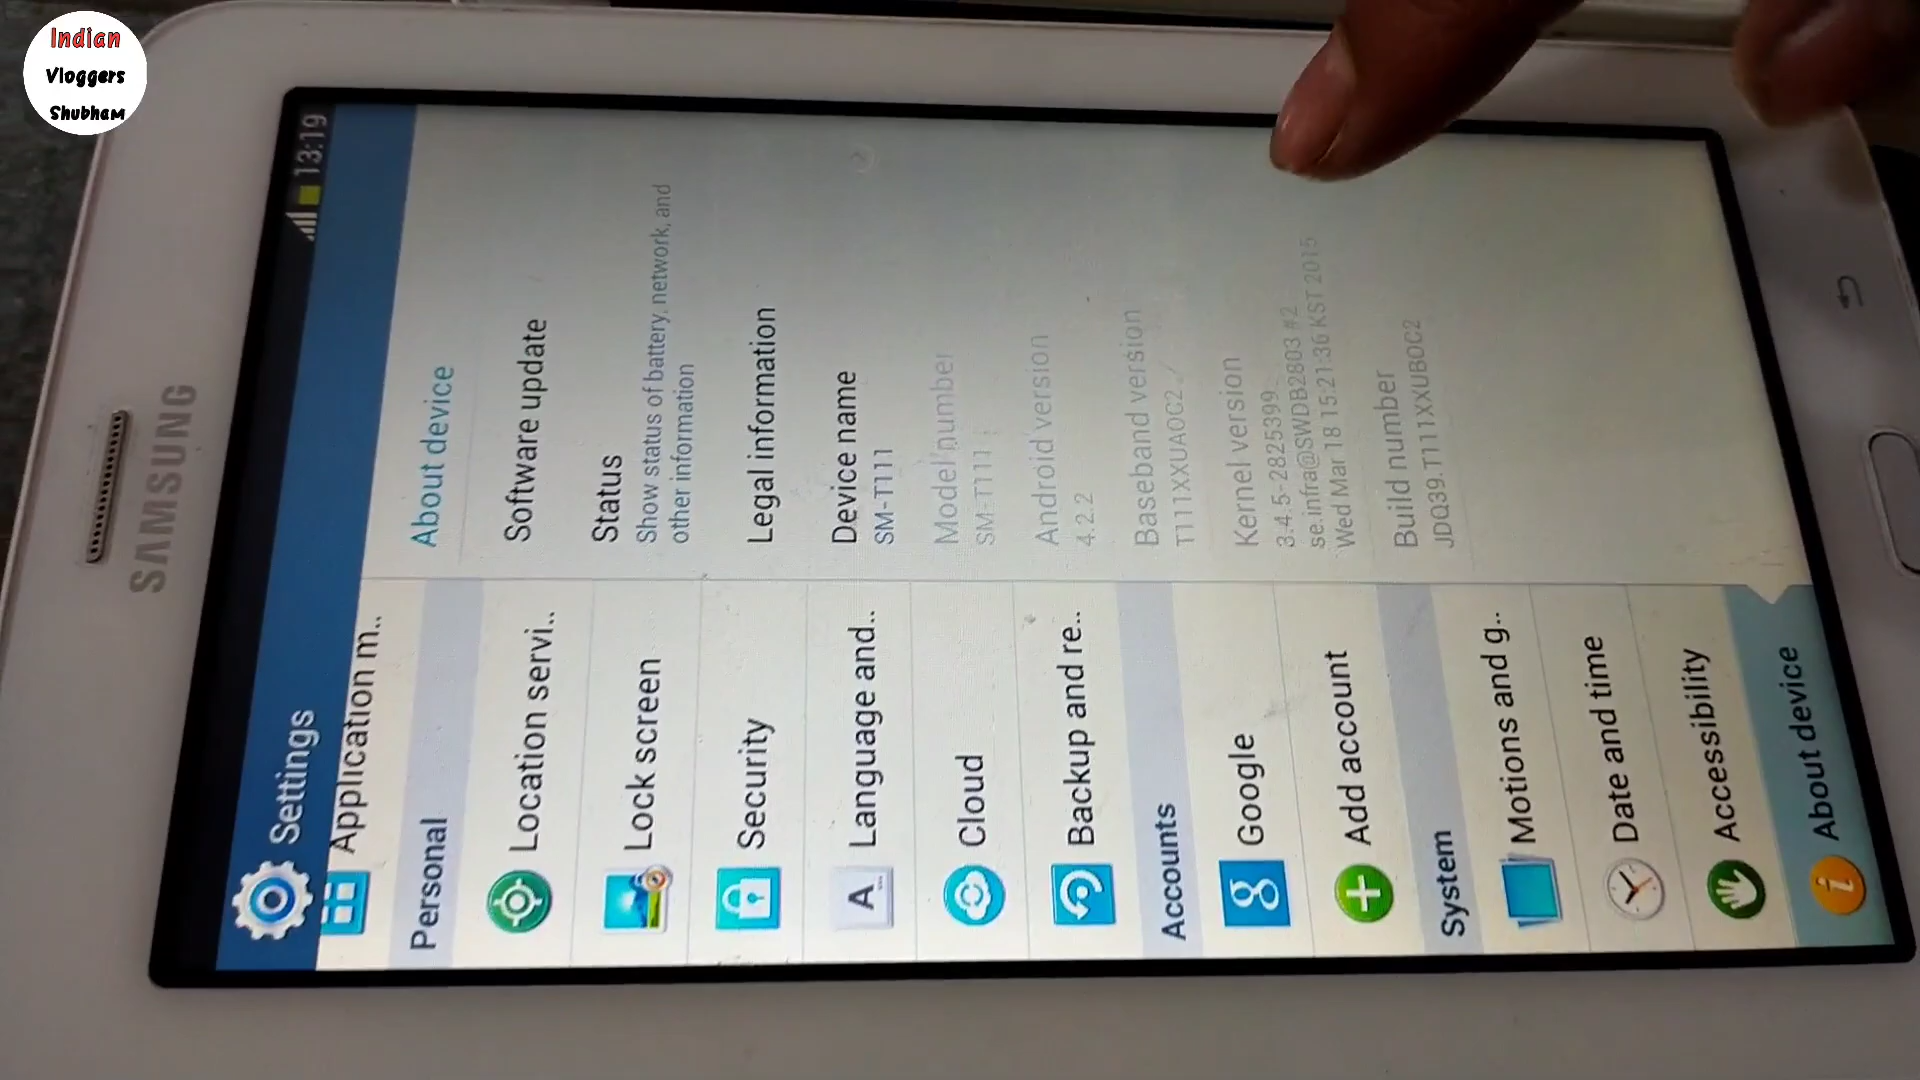 Indian
Vloggers
Shubham
SAMSUNG
13:19
Settings
Application m..
Personal
Location servi..
Lock screen
Security
Language and..
Cloud
Backup and re..
Accounts
Google
Add account
System
Motions and g..
Date and time
Accessibility
About device
About device
Software update
Status
Show status of battery, network, and
other information
Legal information
Device name
SM-T111
Model number
SM-T111
Android version
4.2.2
Baseband version
T111XXUAOC2
Kernel version
3.4.5-2825399
se.infra@SWDB2803 #2
Wed Mar 18 15:21:36 KST 2015
Build number
JDQ39.T111XXUBOC2